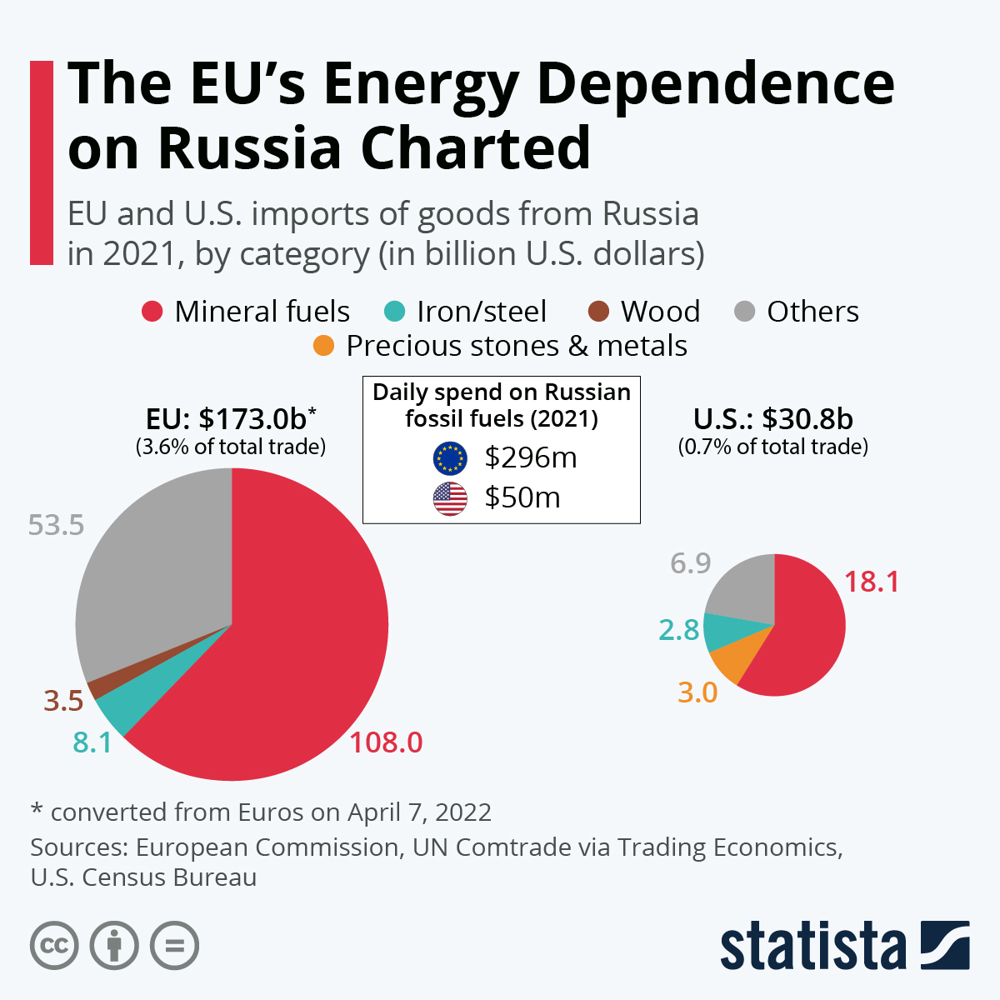 The EU’s Energy Dependence
on Russia Charted
EU and U.S. imports of goods from Russia
in 2021, by category (in billion U.S. dollars)
Mineral fuels Iron/steel Wood Others
Precious stones & metals
Daily spend on Russian
fossil fuels (2021)
$296m
$50m
EU: $173.0b*
(3.6% of total trade)
53.5
3.5
8.1
108.0
U.S.: $30.8b
(0.7% of total trade)
6.9
18.1
2.8
3.0
* converted from Euros on April 7, 2022
Sources: European Commission, UN Comtrade via Trading Economics,
U.S. Census Bureau
cc
statista